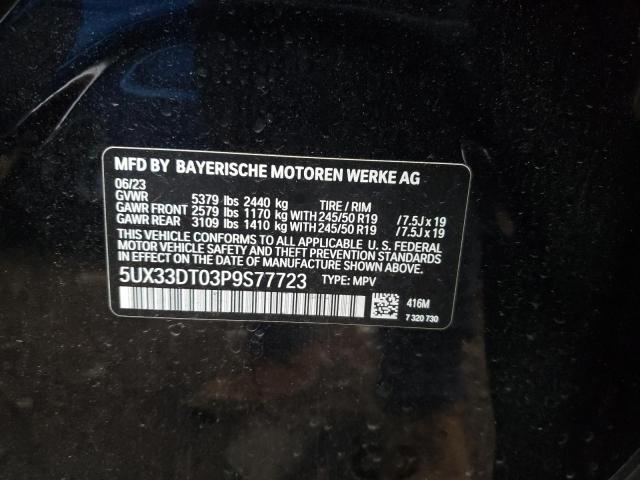 MFD BY BAYERISCHE MOTOREN WERKE AG
06/23
GVWR 5379 lbs 2440 kg TIRE / RIM
GAWR FRONT 2579 lbs 1170 kg WITH 245/50 R19 / 7.5J x 19
GAWR REAR 3109 lbs 1410 kg WITH 245/50 R19 / 7.5J x 19
THIS VEHICLE CONFORMS TO ALL APPLICABLE U. S. FEDERAL
MOTOR VEHICLE SAFETY AND THEFT PREVENTION STANDARDS
IN EFFECT ON THE DATE OF MANUFACTURE SHOWN ABOVE.
5UX33DT03P9S77723 TYPE: MPV
416M
7 320 730